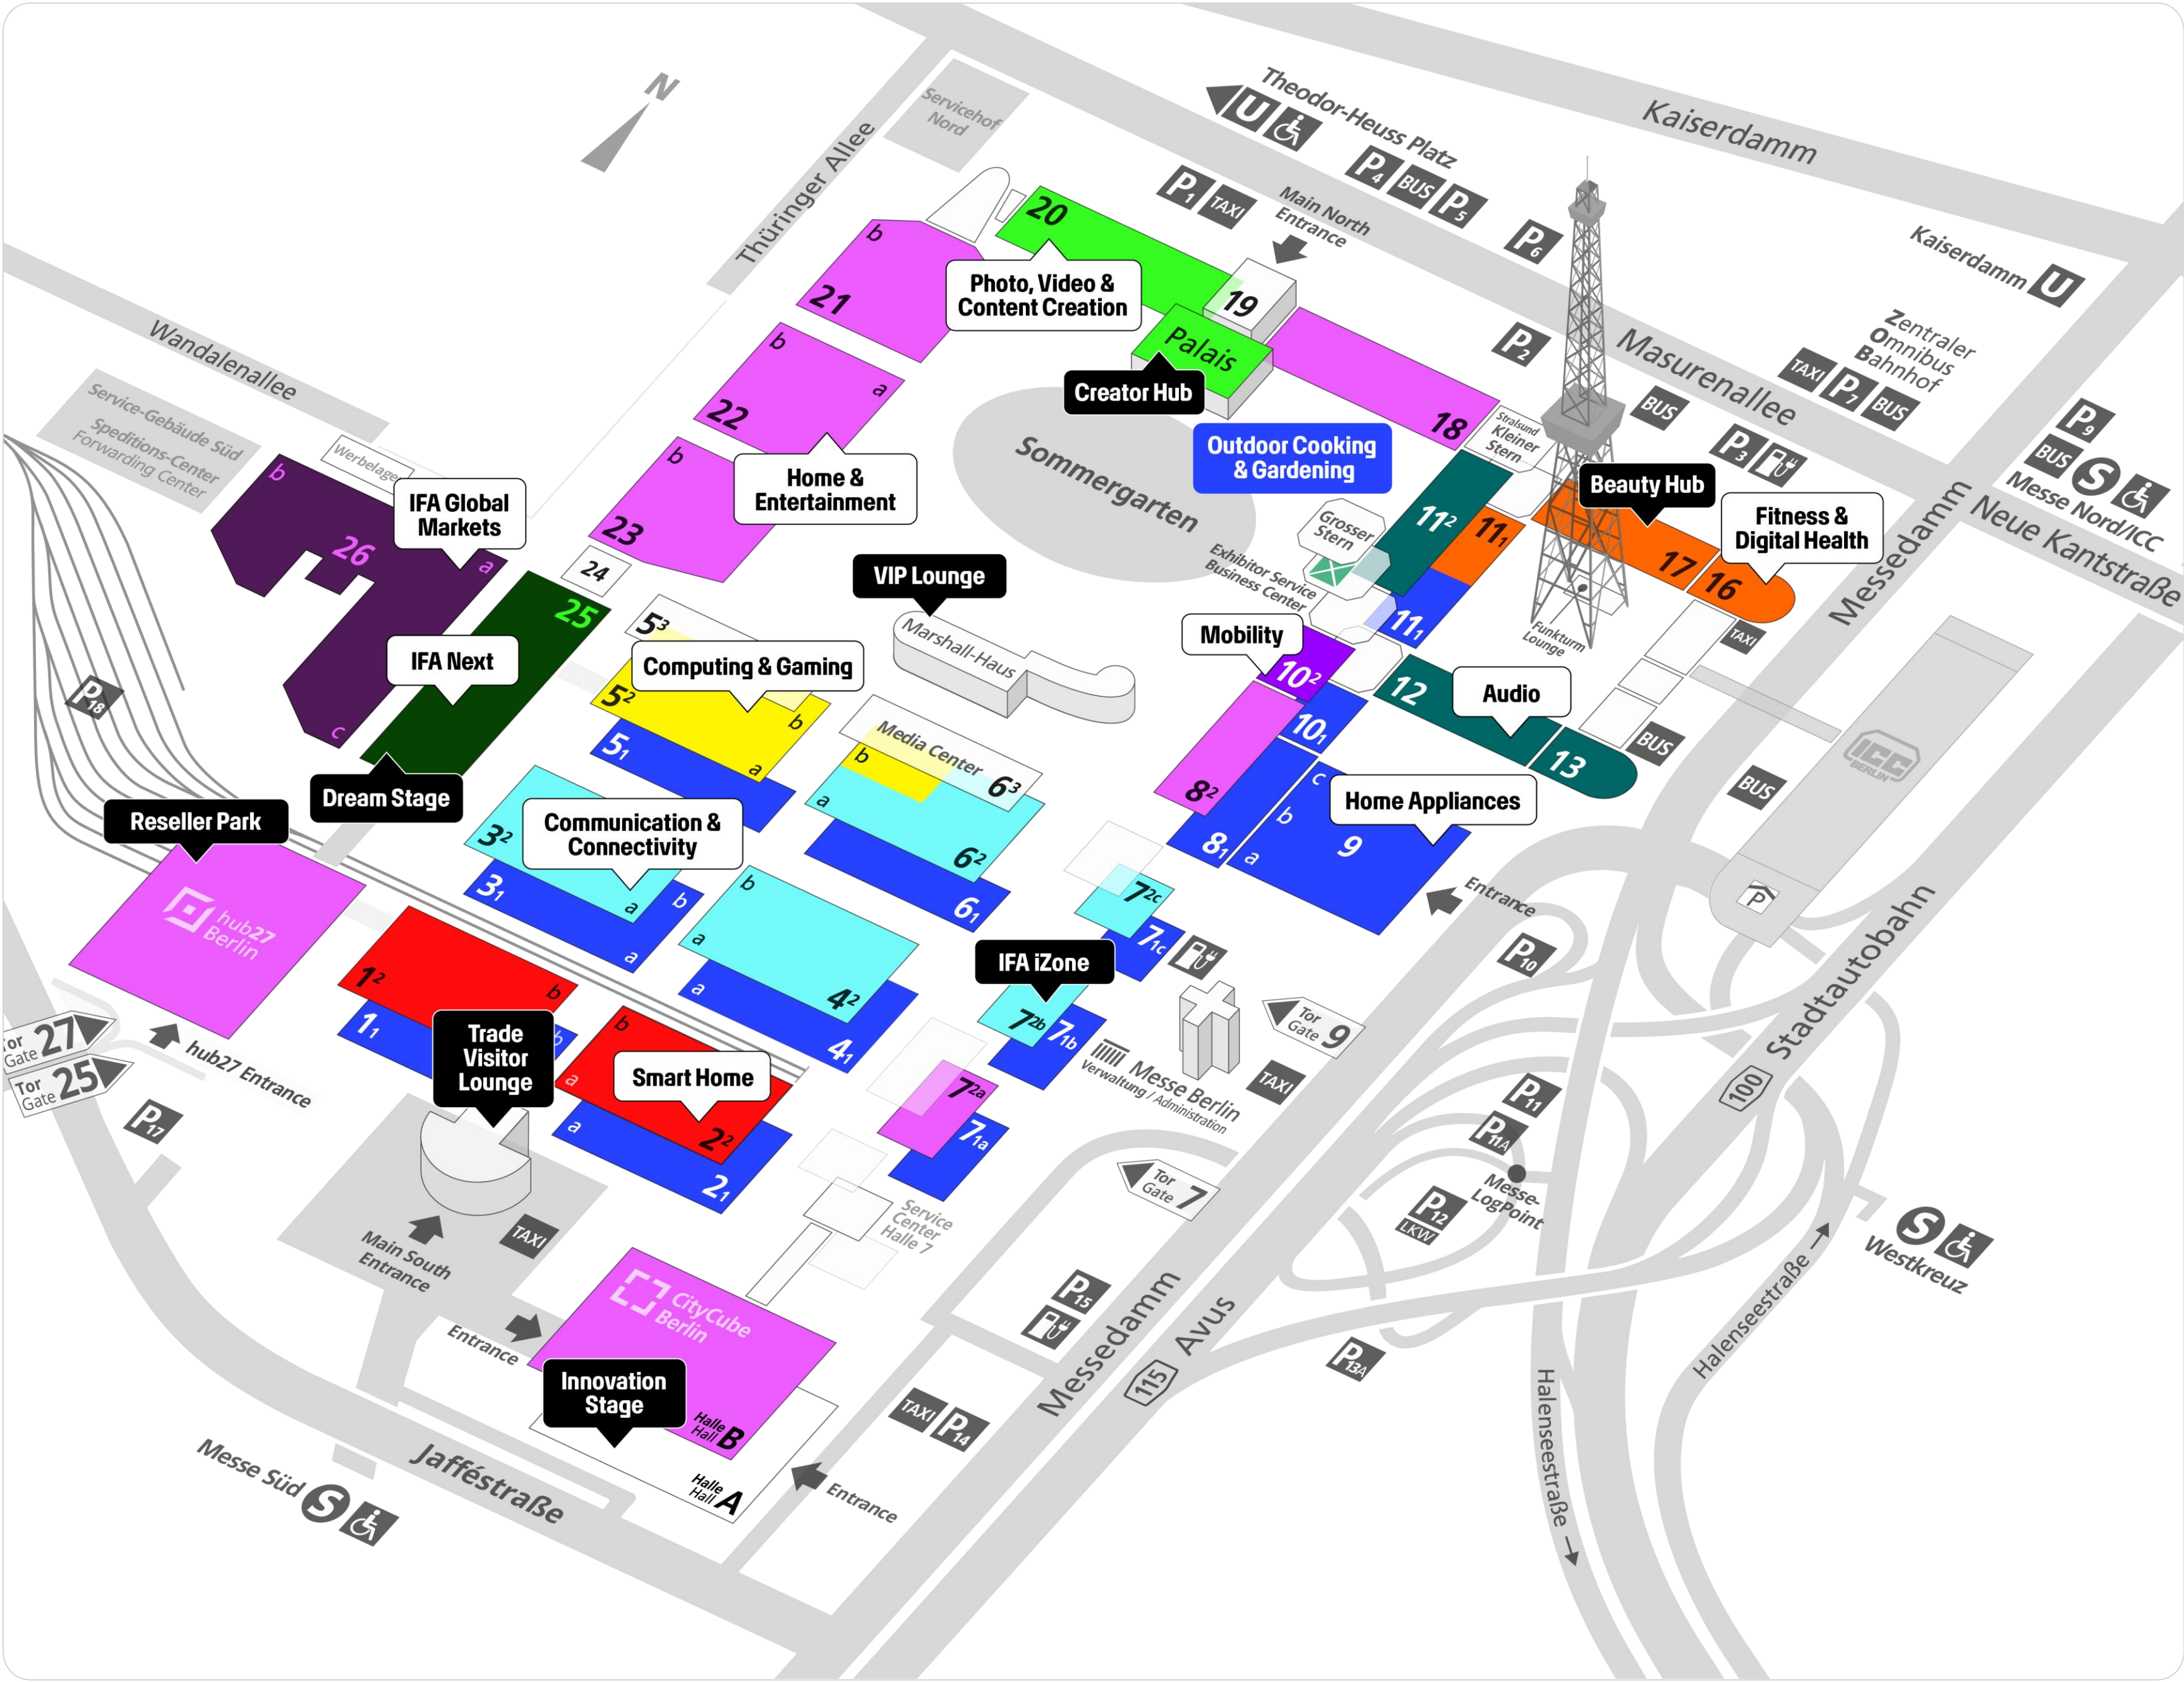 N
Servicehof
Nord
Thüringer Allee
Theodor-Heuss Platz
U
P4
BUS
P5
Kaiserdamm
P1
TAXI
Main North
Entrance
P6
Kaiserdamm
U
20
b
21
Photo, Video &
Content Creation
19
Palais
Creator Hub
P2
Masurenallee
Zentraler
Omnibus
Bahnhof
TAXI
P7
BUS
BUS
P3
P9
BUS
S
Messe Nord/ICC
Neue Kantstraße
Messedamm
Wandalenallee
Service-Gebäude Süd
Speditions-Center
Forwarding Center
Werbelager
b
a
22
b
23
Home &
Entertainment
Sommergarten
18
Outdoor Cooking
& Gardening
Stralsund
Kleiner
Stern
Beauty Hub
Fitness &
Digital Health
17
16
11²
11₁
11₁
Grosser
Stern
Exhibitor Service
Business Center
Funkturm
Lounge
TAXI
b
26
a
c
IFA Global
Markets
24
25
IFA Next
Dream Stage
P18
VIP Lounge
Marshall-Haus
5³
Computing & Gaming
5²
b
a
5₁
Media Center
6³
b
a
6²
6₁
Mobility
10²
10₁
12
Audio
13
BUS
BUS
ICC
BERLIN
P
8²
8₁
c
b
a
9
Home Appliances
Entrance
P10
Reseller Park
hub27
Berlin
3²
Communication &
Connectivity
a
3₁
b
a
b
a
4²
a
4₁
7²c
7₁c
IFA iZone
7²b
7₁b
Messe Berlin
Verwaltung / Administration
Tor
Gate 9
TAXI
1²
b
1₁
b
Trade
Visitor
Lounge
b
a
Smart Home
2²
a
2₁
7²a
7₁a
Tor
Gate 27
Tor
Gate 25
hub27 Entrance
P17
Main South
Entrance
TAXI
Service
Center
Halle 7
Tor
Gate 7
P11
P11A
Messe-
LogPoint
P12
LKW
100
Stadtautobahn
S
Westkreuz
Halenseestraße
Halenseestraße
Entrance
CityCube
Berlin
Innovation
Stage
Halle
Hall B
Halle
Hall A
Entrance
P15
TAXI
P14
Messedamm
115
Avus
P13A
Messe Süd
S
Jafféstraße